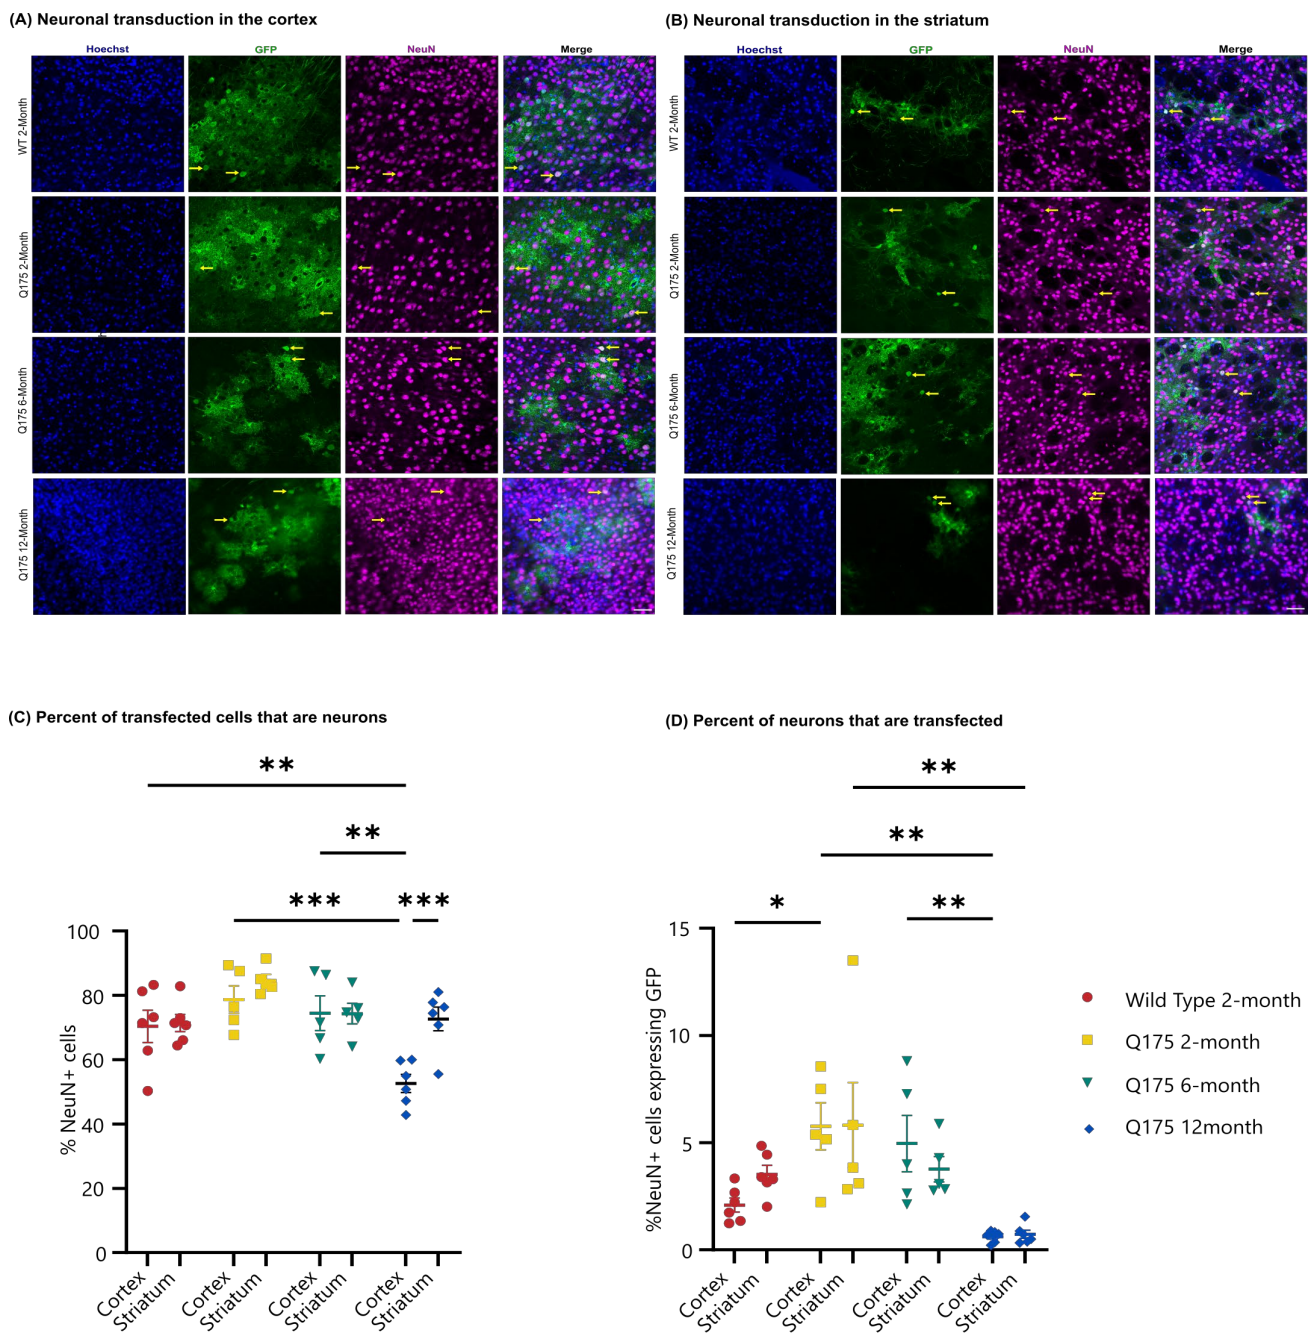 (A) Neuronal transduction in the cortex
Hoechst GFP NeuN Merge
WT 2-Month
Q175 2-Month
Q175 6-Month
Q175 12-Month
(B) Neuronal transduction in the striatum
Hoechst GFP NeuN Merge
WT 2-Month
Q175 2-Month
Q175 6-Month
Q175 12-Month
(C) Percent of transfected cells that are neurons
**
**
*** ***
% NeuN+ cells
100
80
60
40
20
0
Cortex Striatum Cortex Striatum Cortex Striatum Cortex Striatum
(D) Percent of neurons that are transfected
**
**
* **
%NeuN+ cells expressing GFP
15
10
5
0
Cortex Striatum Cortex Striatum Cortex Striatum Cortex Striatum
Wild Type 2-month
Q175 2-month
Q175 6-month
Q175 12month